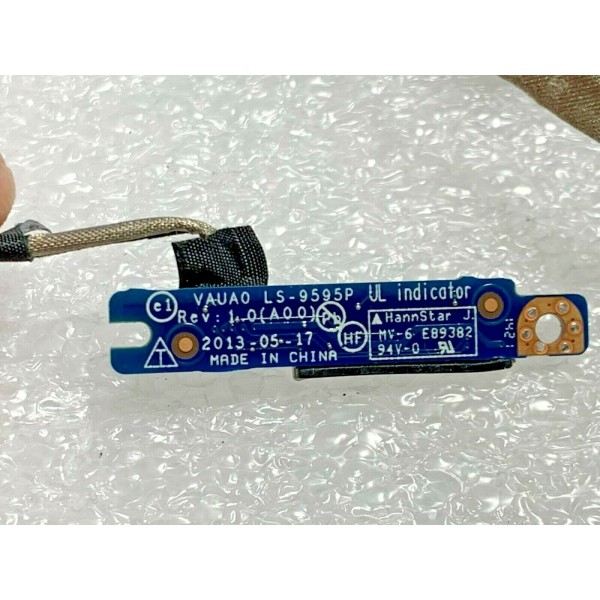 e1 VAUA0 LS-9595P UL indicator
Rev: 1.0(A00) Pb
HannStar J
2013-05-17 HF MV-6 E89382
MADE IN CHINA 94V-0
T